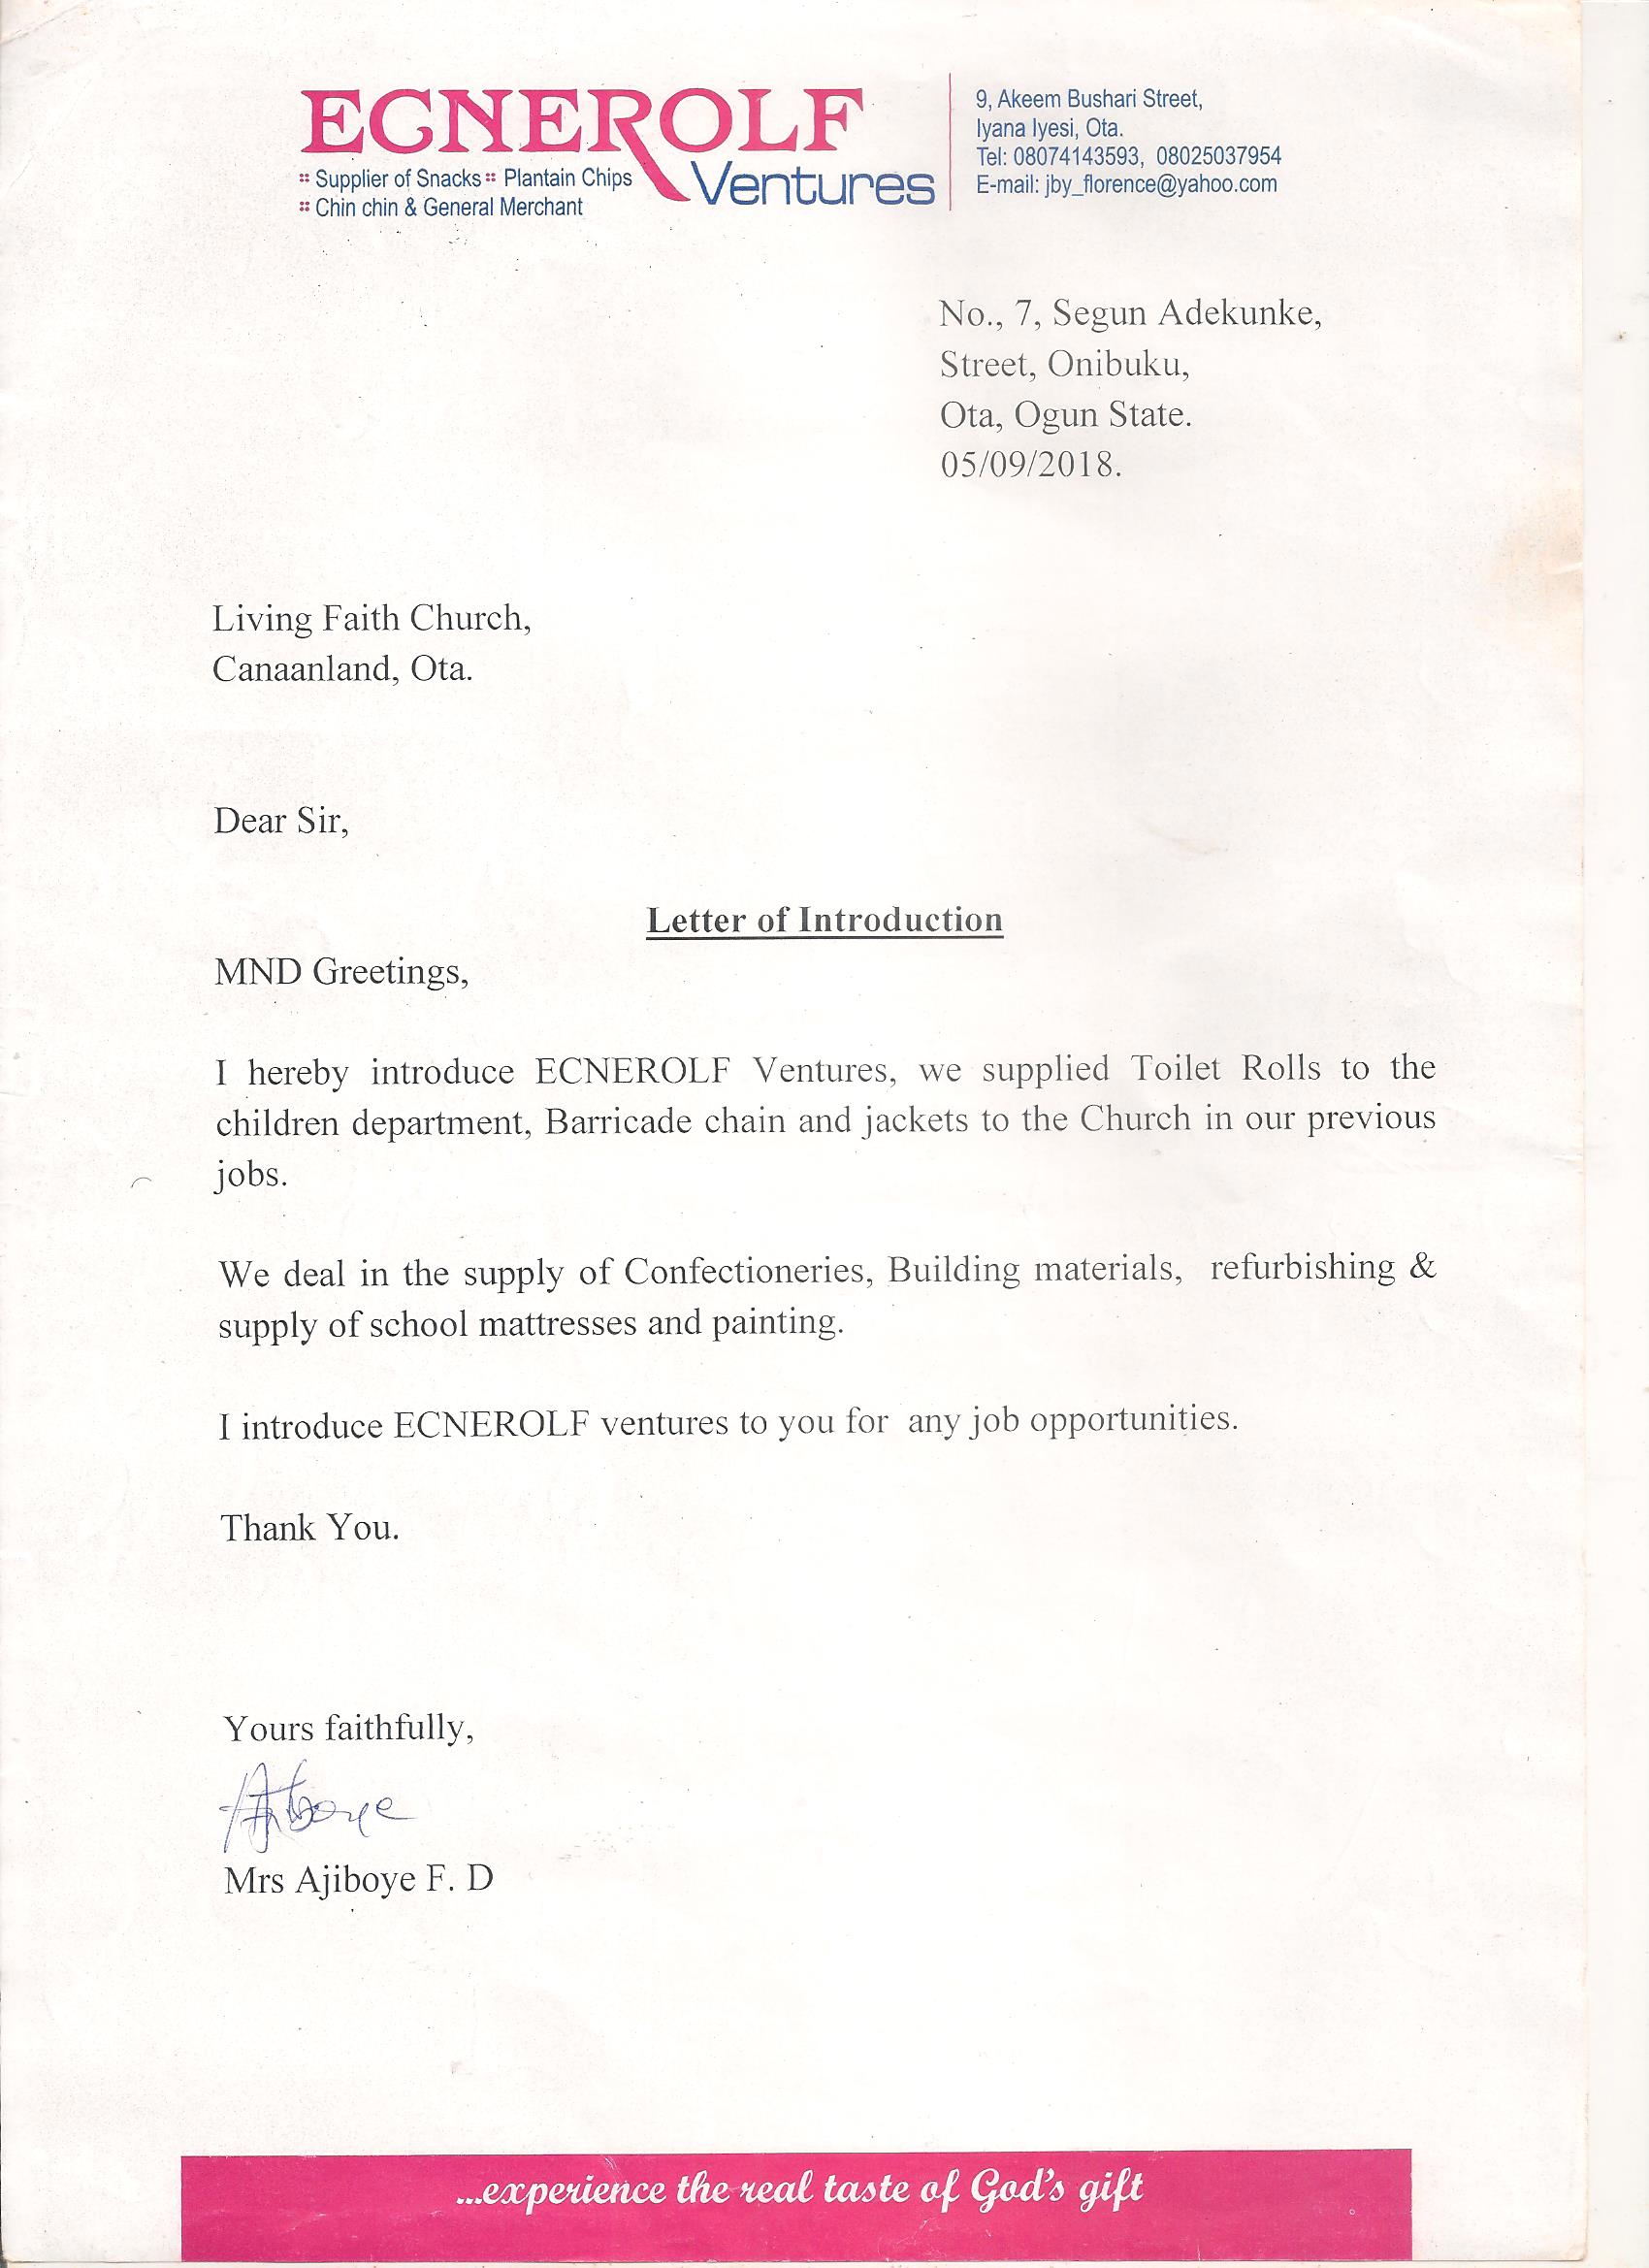 ECNEROLF
Ventures
Supplier of Snacks Plantain Chips
Chin chin & General Merchant
9, Akeem Bushari Street,
Iyana Iyesi, Ota.
Tel: 08074143593, 08025037954
E-mail: jby_florence@yahoo.com
No., 7, Segun Adekunke,
Street, Onibuku,
Ota, Ogun State.
05/09/2018.
Living Faith Church,
Canaanland, Ota.
Dear Sir,
Letter of Introduction
MND Greetings,
I hereby introduce ECNEROLF Ventures, we supplied Toilet Rolls to the
children department, Barricade chain and jackets to the Church in our previous
jobs.
We deal in the supply of Confectioneries, Building materials, refurbishing &
supply of school mattresses and painting.
I introduce ECNEROLF ventures to you for any job opportunities.
Thank You.
Yours faithfully,
Ajiboye
Mrs Ajiboye F. D
...experience the real taste of God's gift